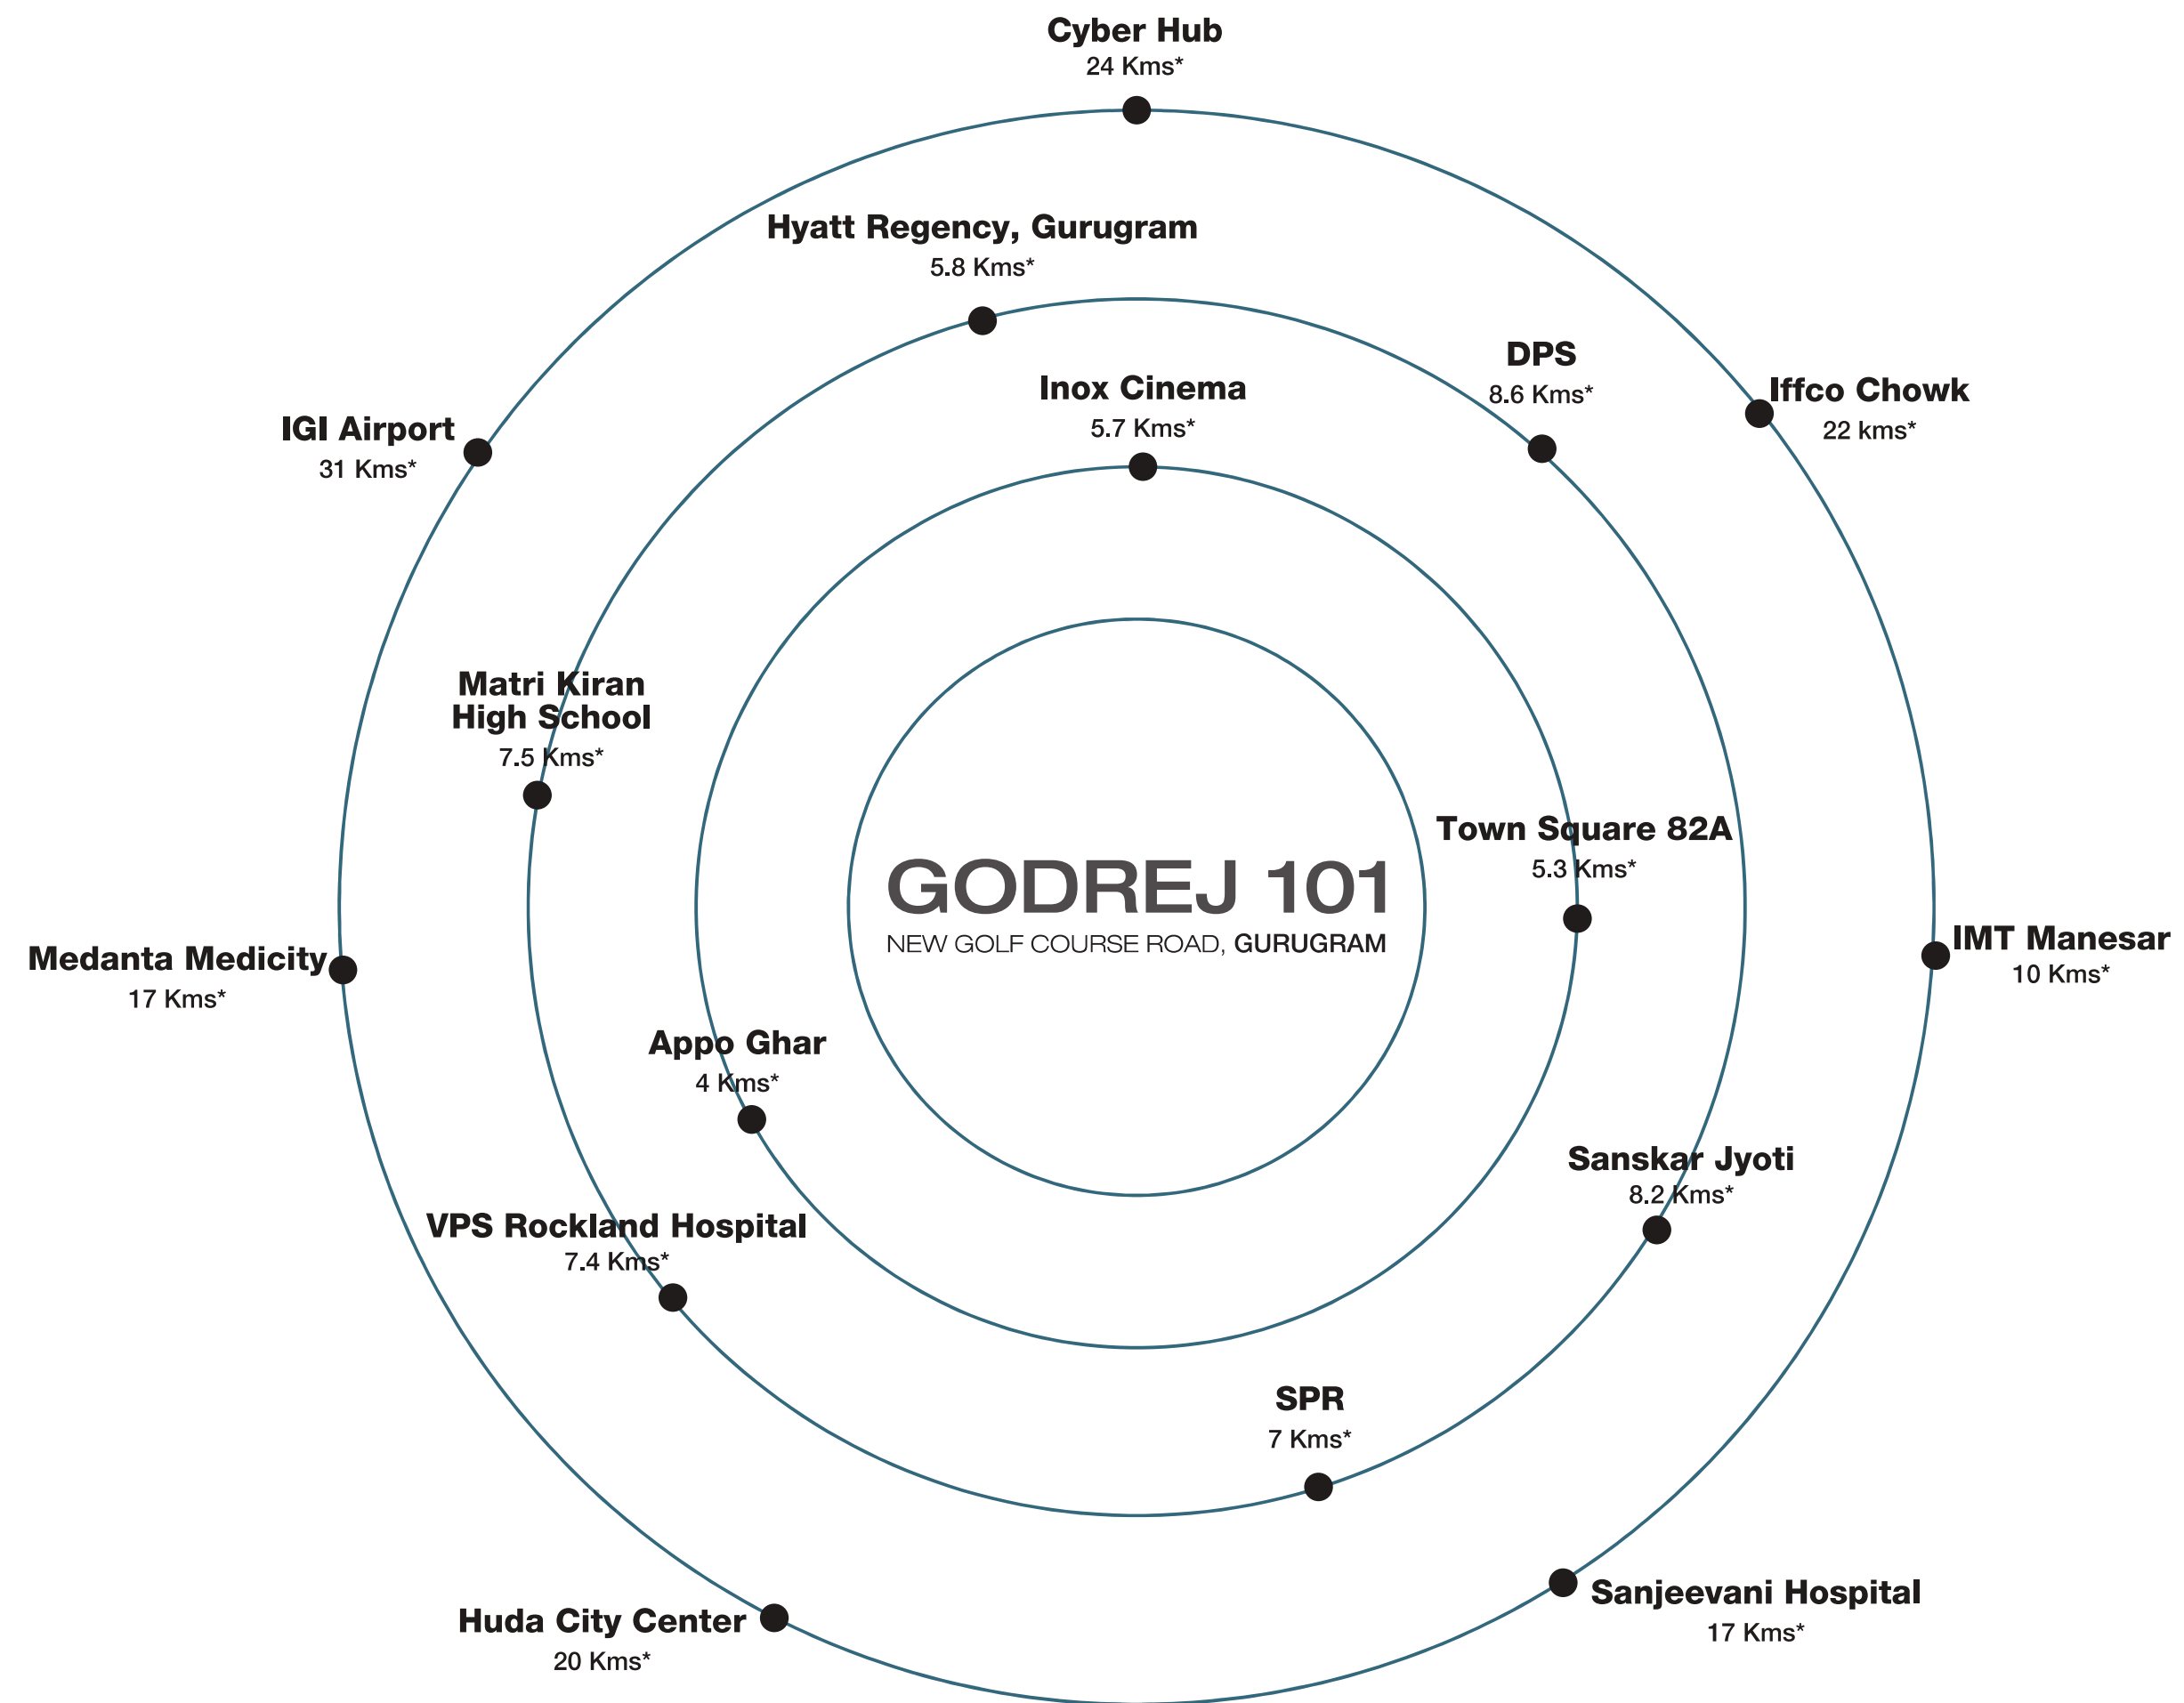 Cyber Hub
24 Kms*
Hyatt Regency, Gurugram
5.8 Kms*
DPS
8.6 Kms*
Inox Cinema
5.7 Kms*
Iffco Chowk
22 kms*
IGI Airport
31 Kms*
Matri Kiran
High School
7.5 Kms*
Town Square 82A
5.3 Kms*
GODREJ 101
NEW GOLF COURSE ROAD, GURUGRAM
IMT Manesar
10 Kms*
Medanta Medicity
17 Kms*
Appo Ghar
4 Kms*
Sanskar Jyoti
8.2 Kms*
VPS Rockland Hospital
7.4 Kms*
SPR
7 Kms*
Sanjeevani Hospital
17 Kms*
Huda City Center
20 Kms*